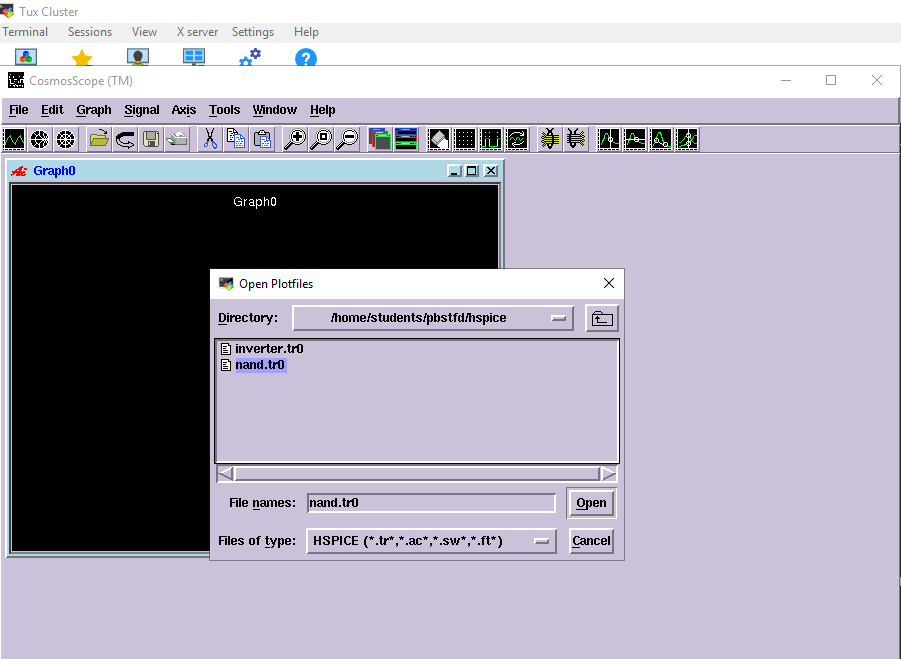 Tux Cluster
Terminal Sessions View X server Settings Help
CosmosScope (TM)
File Edit Graph Signal Axis Tools Window Help
Graph0
Graph0
Open Plotfiles
Directory: /home/students/pbstfd/hspice
inverter.tr0
nand.tr0
File names: nand.tr0 Open
Files of type: HSPICE (*.tr*,*.ac*,*.sw*,*.ft*) Cancel